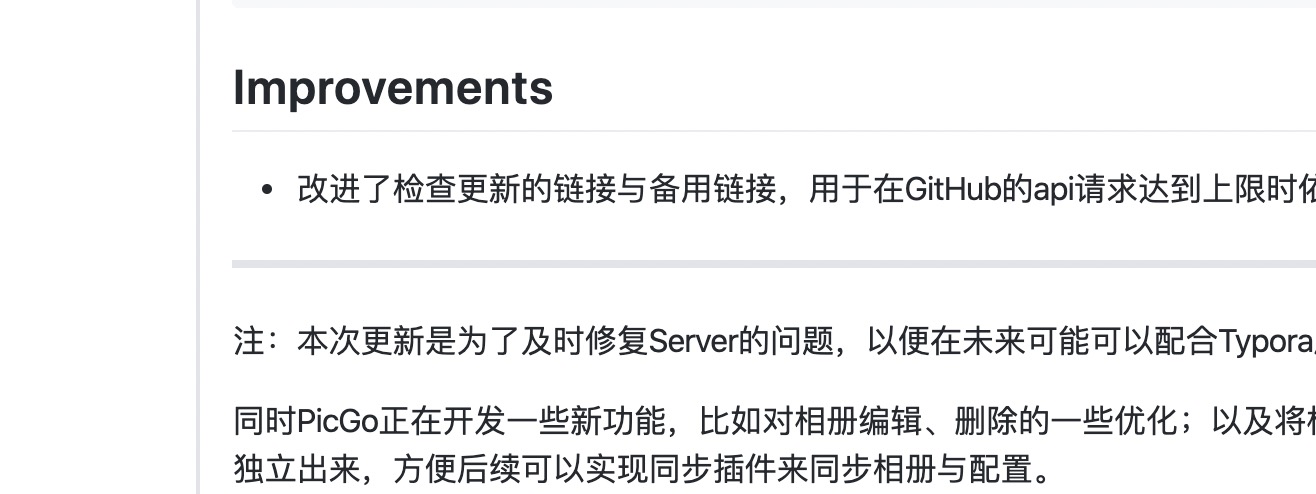 Improvements
改进了检查更新的链接与备用链接，用于在GitHub的api请求达到上限时
注：本次更新是为了及时修复Server的问题，以便在未来可能可以配合Typora
同时PicGo正在开发一些新功能，比如对相册编辑、删除的一些优化；以及将
独立出来，方便后续可以实现同步插件来同步相册与配置。